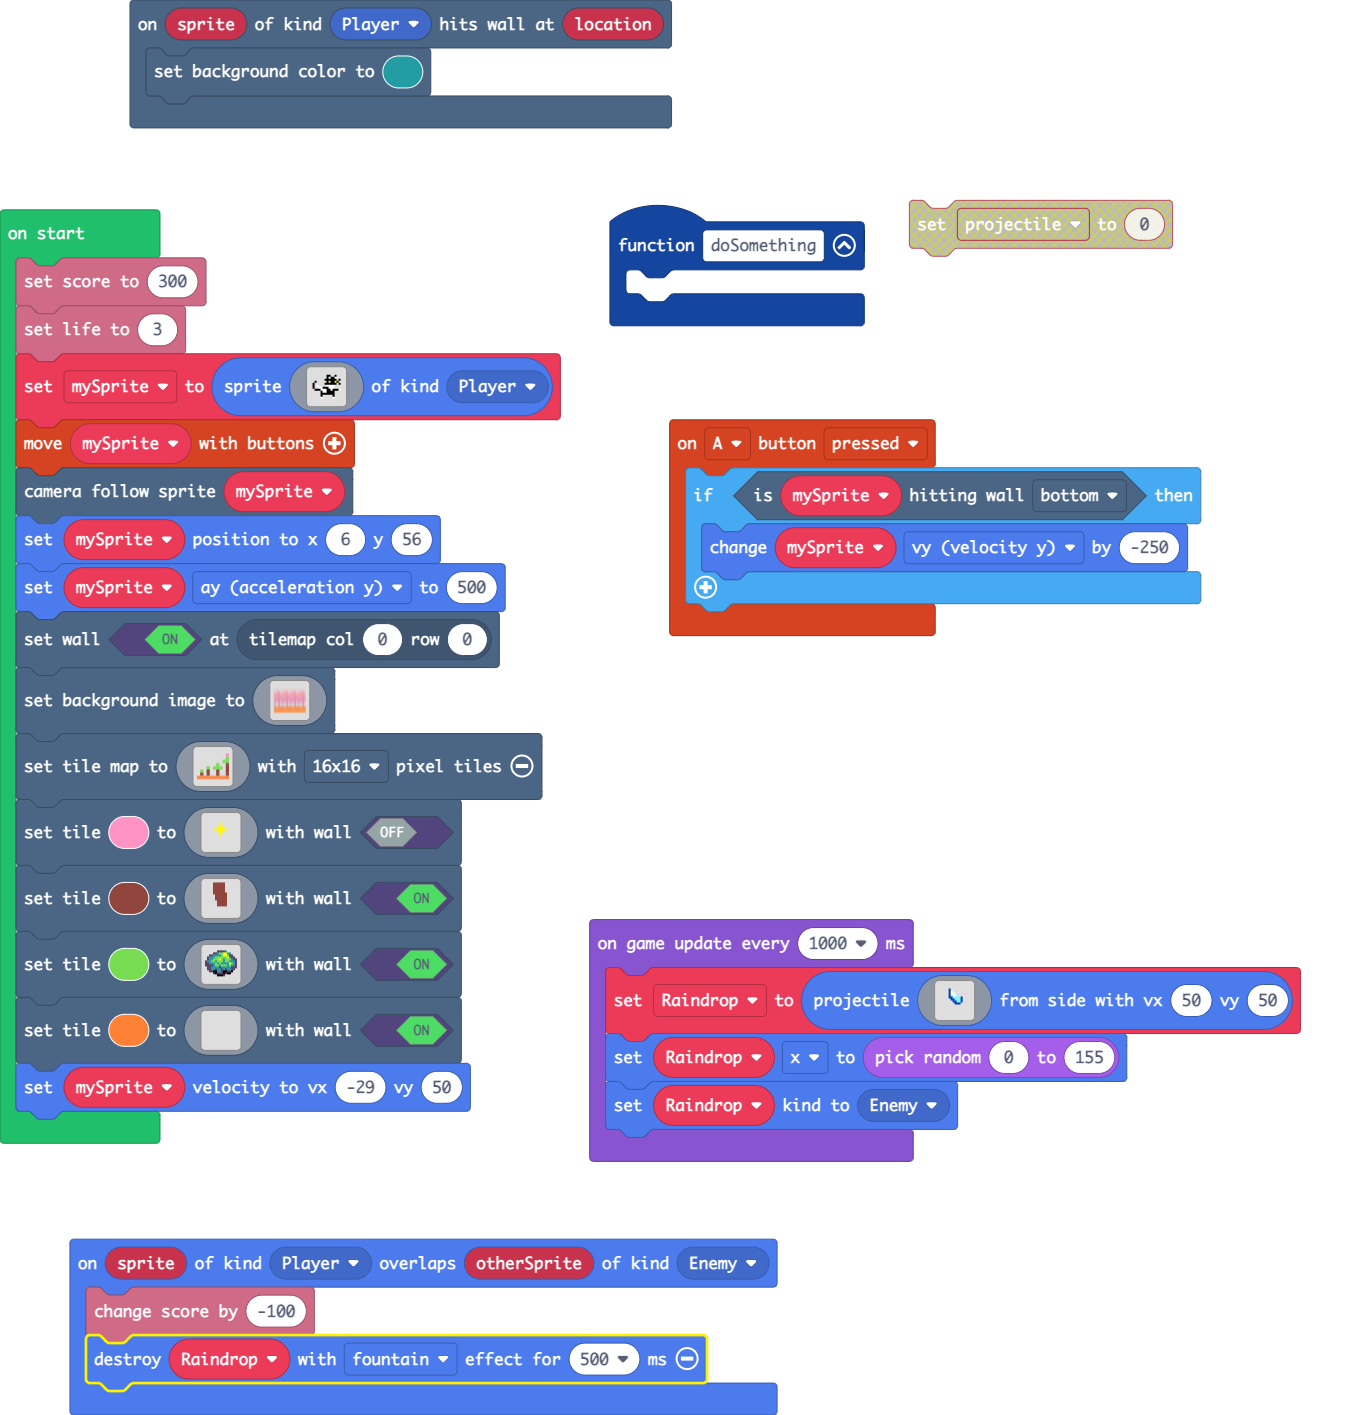 on sprite of kind Player hits wall at location
set background color to
on start
set score to 300
set life to 3
set mySprite to sprite of kind Player
move mySprite with buttons
camera follow sprite mySprite
set mySprite position to x 6 y 56
set mySprite ay (acceleration y) to 500
set wall ON at tilemap col 0 row 0
set background image to
set tile map to with 16x16 pixel tiles
set tile to with wall OFF
set tile to with wall ON
set tile to with wall ON
set tile to with wall ON
set mySprite velocity to vx -29 vy 50
function doSomething
set projectile to 0
on A button pressed
if is mySprite hitting wall bottom then
change mySprite vy (velocity y) by -250
on game update every 1000 ms
set Raindrop to projectile from side with vx 50 vy 50
set Raindrop x to pick random 0 to 155
set Raindrop kind to Enemy
on sprite of kind Player overlaps otherSprite of kind Enemy
change score by -100
destroy Raindrop with fountain effect for 500 ms